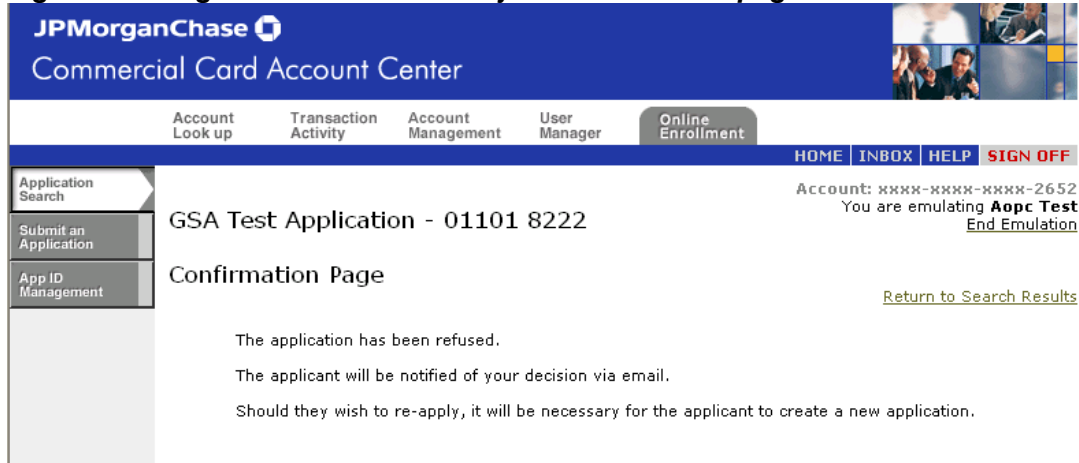 JPMorganChase
Commercial Card Account Center
Account Look up
Transaction Activity
Account Management
User Manager
Online Enrollment
HOME | INBOX | HELP | SIGN OFF
Application Search
Submit an Application
App ID Management
Account: xxxx-xxxx-xxxx-2652
You are emulating Aopc Test
End Emulation
GSA Test Application - 01101 8222
Confirmation Page
Return to Search Results
The application has been refused.
The applicant will be notified of your decision via email.
Should they wish to re-apply, it will be necessary for the applicant to create a new application.